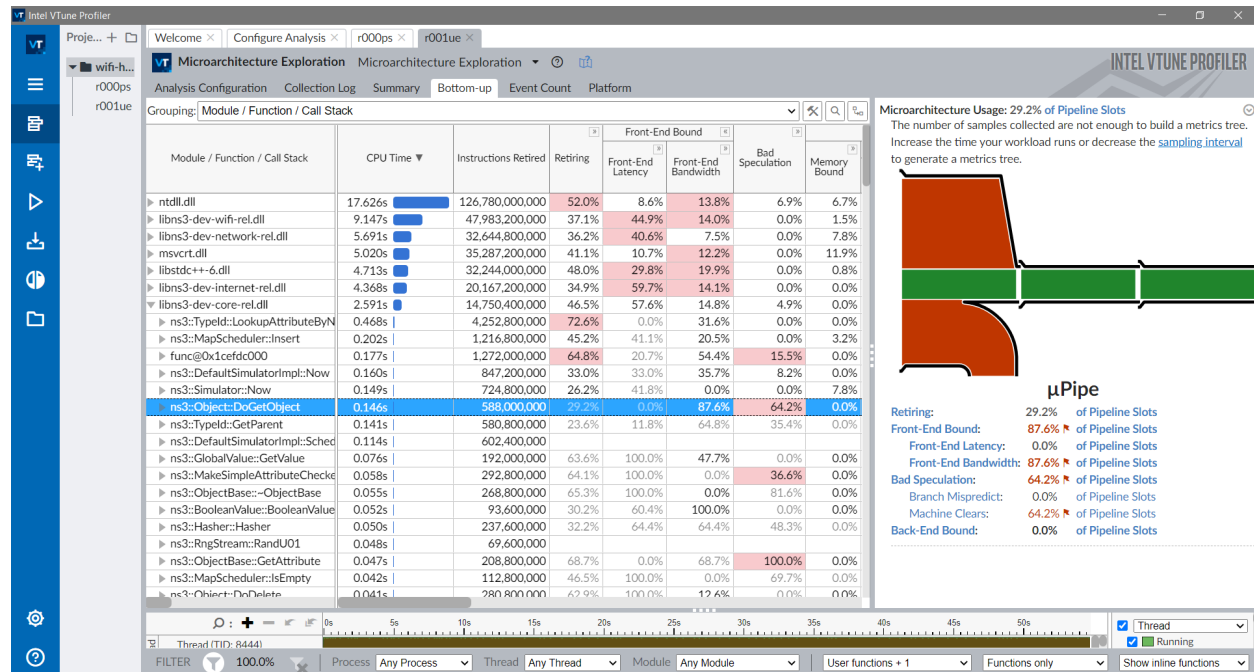 Intel VTune Profiler
VT
Proje...
wifi-h...
r000ps
r001ue
Welcome
Configure Analysis
r000ps
r001ue
VT Microarchitecture Exploration Microarchitecture Exploration
INTEL VTUNE PROFILER
Analysis Configuration Collection Log Summary Bottom-up Event Count Platform
Grouping: Module / Function / Call Stack
Module / Function / Call Stack
CPU Time
Instructions Retired
Retiring
Front-End Bound
Front-End Latency
Front-End Bandwidth
Bad Speculation
Memory Bound
ntdll.dll 17.626s 126,780,000,000 52.0% 8.6% 13.8% 6.9% 6.7%
libns3-dev-wifi-rel.dll 9.147s 47,983,200,000 37.1% 44.9% 14.0% 0.0% 1.5%
libns3-dev-network-rel.dll 5.691s 32,644,800,000 36.2% 40.6% 7.5% 0.0% 7.8%
msvcrt.dll 5.020s 35,287,200,000 41.1% 10.7% 12.2% 0.0% 11.9%
libstdc++-6.dll 4.713s 32,244,000,000 48.0% 29.8% 19.9% 0.0% 0.8%
libns3-dev-internet-rel.dll 4.368s 20,167,200,000 34.9% 59.7% 14.1% 0.0% 0.0%
libns3-dev-core-rel.dll 2.591s 14,750,400,000 46.5% 57.6% 14.8% 4.9% 0.0%
ns3::TypeId::LookupAttributeByN 0.468s 4,252,800,000 72.6% 0.0% 31.6% 0.0% 0.0%
ns3::MapScheduler::Insert 0.202s 1,216,800,000 45.2% 41.1% 20.5% 0.0% 3.2%
func@0x1cefdc000 0.177s 1,272,000,000 64.8% 20.7% 54.4% 15.5% 0.0%
ns3::DefaultSimulatorImpl::Now 0.160s 847,200,000 33.0% 33.0% 35.7% 8.2% 0.0%
ns3::Simulator::Now 0.149s 724,800,000 26.2% 41.8% 0.0% 0.0% 7.8%
ns3::Object::DoGetObject 0.146s 588,000,000 29.2% 0.0% 87.6% 64.2% 0.0%
ns3::TypeId::GetParent 0.141s 580,800,000 23.6% 11.8% 64.8% 35.4% 0.0%
ns3::DefaultSimulatorImpl::Sched 0.114s 602,400,000
ns3::GlobalValue::GetValue 0.076s 192,000,000 63.6% 100.0% 47.7% 0.0% 0.0%
ns3::MakeSimpleAttributeChecke 0.058s 292,800,000 64.1% 100.0% 0.0% 36.6% 0.0%
ns3::ObjectBase::~ObjectBase 0.055s 268,800,000 65.3% 100.0% 0.0% 81.6% 0.0%
ns3::BooleanValue::BooleanValue 0.052s 93,600,000 30.2% 60.4% 100.0% 0.0% 0.0%
ns3::Hasher::Hasher 0.050s 237,600,000 32.2% 64.4% 64.4% 48.3% 0.0%
ns3::RngStream::RandU01 0.048s 69,600,000
ns3::ObjectBase::GetAttribute 0.047s 208,800,000 68.7% 0.0% 68.7% 100.0% 0.0%
ns3::MapScheduler::IsEmpty 0.042s 112,800,000 46.5% 100.0% 0.0% 69.7% 0.0%
ns3::Object::DoDelete 0.041s 280,800,000 62.9% 100.0% 12.6% 0.0% 0.0%
Microarchitecture Usage: 29.2% of Pipeline Slots
The number of samples collected are not enough to build a metrics tree.
Increase the time your workload runs or decrease the sampling interval
to generate a metrics tree.
µPipe
Retiring: 29.2% of Pipeline Slots
Front-End Bound: 87.6% of Pipeline Slots
Front-End Latency: 0.0% of Pipeline Slots
Front-End Bandwidth: 87.6% of Pipeline Slots
Bad Speculation: 64.2% of Pipeline Slots
Branch Mispredict: 0.0% of Pipeline Slots
Machine Clears: 64.2% of Pipeline Slots
Back-End Bound: 0.0% of Pipeline Slots
0s 5s 10s 15s 20s 25s 30s 35s 40s 45s 50s
Thread (TID: 8444)
Thread
Running
FILTER 100.0% Process Any Process Thread Any Thread Module Any Module User functions + 1 Functions only Show inline functions